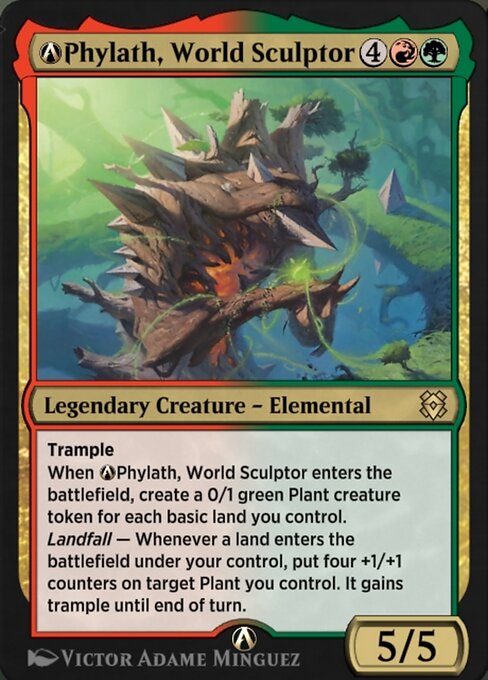 Phylath, World Sculptor 4
Legendary Creature – Elemental
Trample
When Phylath, World Sculptor enters the
battlefield, create a 0/1 green Plant creature
token for each basic land you control.
Landfall — Whenever a land enters the
battlefield under your control, put four +1/+1
counters on target Plant you control. It gains
trample until end of turn.
5/5
Victor Adame Minguez